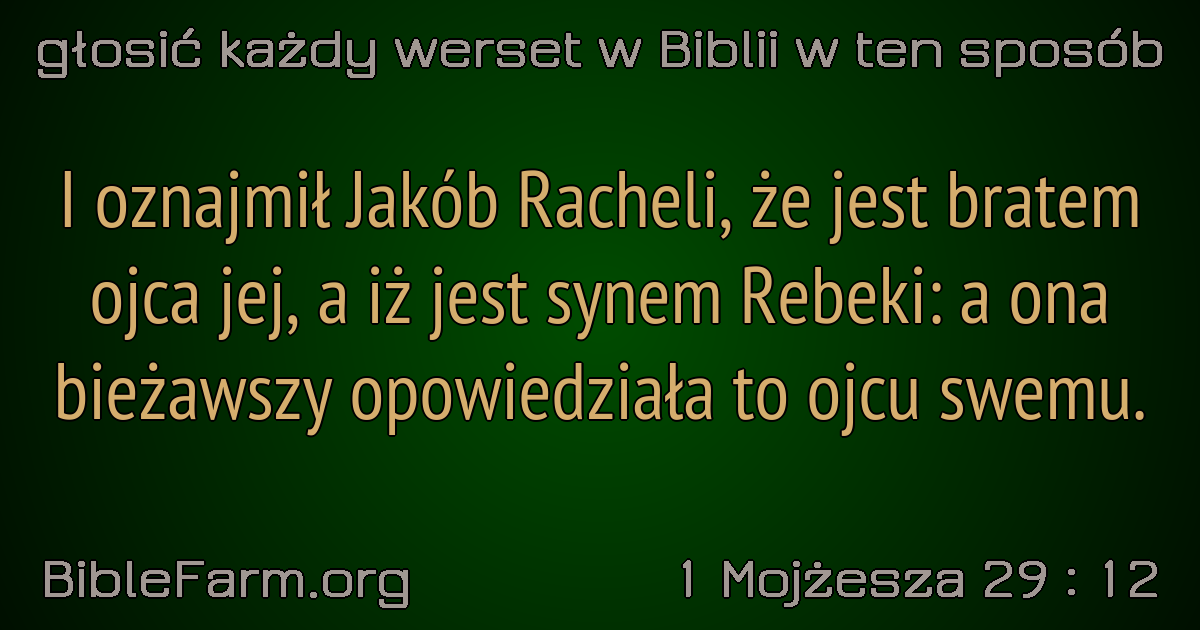 głosić każdy werset w Biblii w ten sposób
I oznajmił Jakób Racheli, że jest bratem
ojca jej, a iż jest synem Rebeki: a ona
bieżawszy opowiedziała to ojcu swemu.
BibleFarm.org
1 Mojżesza 29 : 12